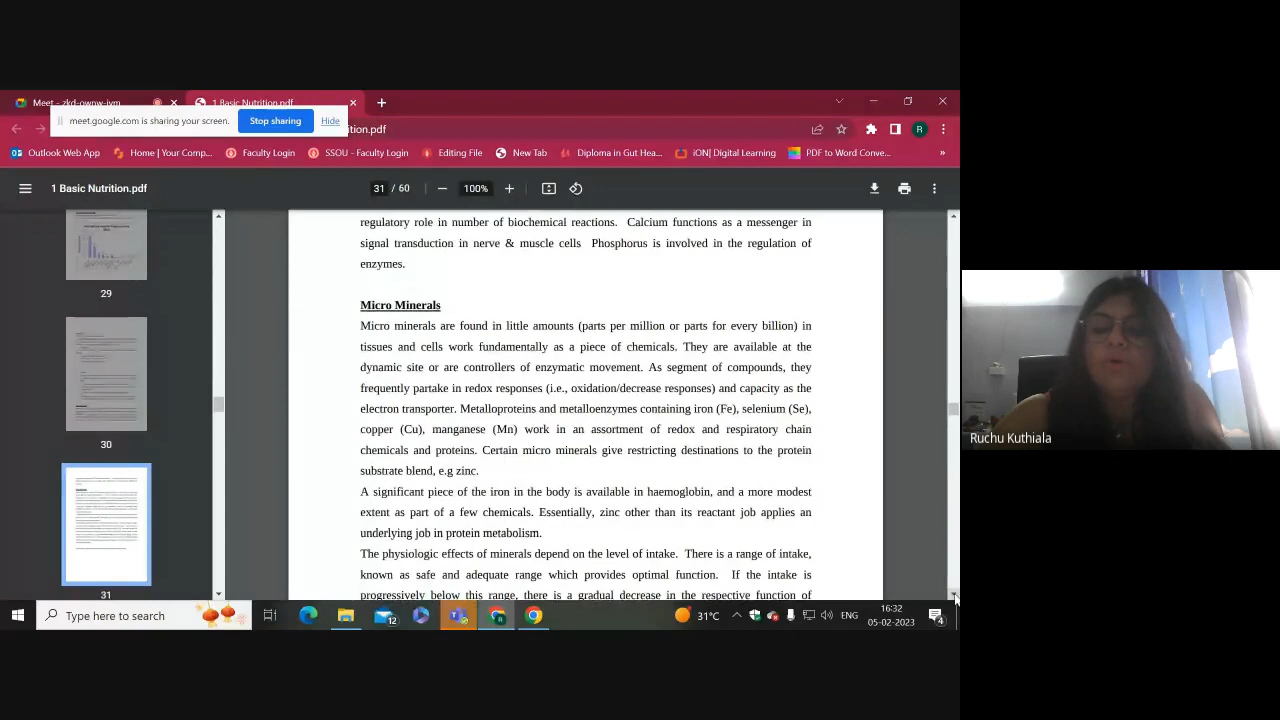 Meet - zkd-ownw-jvm
1 Basic Nutrition.pdf
meet.google.com is sharing your screen. Stop sharing Hide
ition.pdf
Outlook Web App Home | Your Comp... Faculty Login SSOU - Faculty Login Editing File New Tab Diploma in Gut Hea... iON| Digital Learning PDF to Word Conve... »
1 Basic Nutrition.pdf 31 / 60 100%
29
30
31
regulatory role in number of biochemical reactions. Calcium functions as a messenger in
signal transduction in nerve & muscle cells Phosphorus is involved in the regulation of
enzymes.
Micro Minerals
Micro minerals are found in little amounts (parts per million or parts for every billion) in
tissues and cells work fundamentally as a piece of chemicals. They are available at the
dynamic site or are controllers of enzymatic movement. As segment of compounds, they
frequently partake in redox responses (i.e., oxidation/decrease responses) and capacity as the
electron transporter. Metalloproteins and metalloenzymes containing iron (Fe), selenium (Se),
copper (Cu), manganese (Mn) work in an assortment of redox and respiratory chain
chemicals and proteins. Certain micro minerals give restricting destinations to the protein
substrate blend, e.g zinc.
A significant piece of the iron in the body is available in haemoglobin, and a more modest
extent as part of a few chemicals. Essentially, zinc other than its reactant job applies an
underlying job in protein metabolism.
The physiologic effects of minerals depend on the level of intake. There is a range of intake,
known as safe and adequate range which provides optimal function. If the intake is
progressively below this range, there is a gradual decrease in the respective function of
Ruchu Kuthiala
Type here to search
12
31°C
ENG
16:32
05-02-2023
4
R